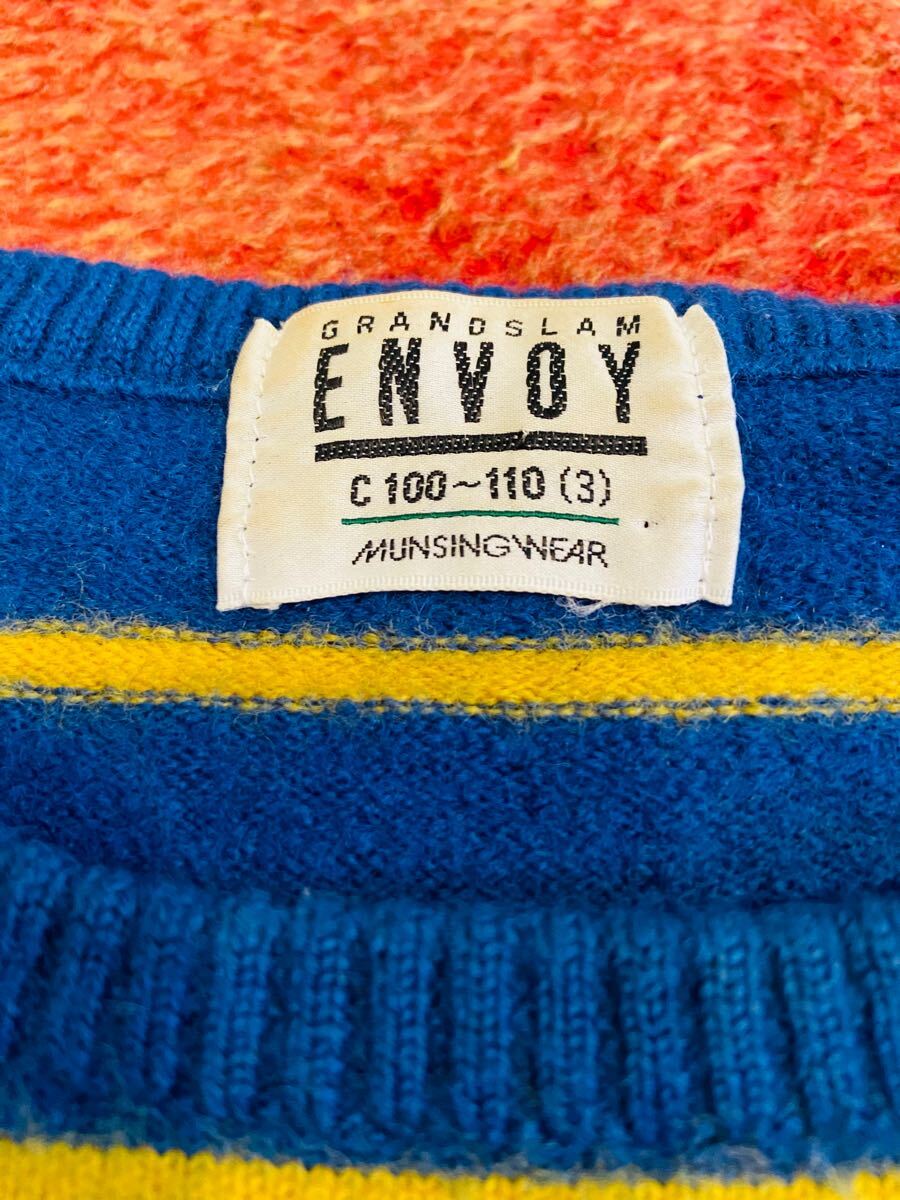 GRANDSLAM
ENVOY
C 100~110 (3)
MUNSINGWEAR